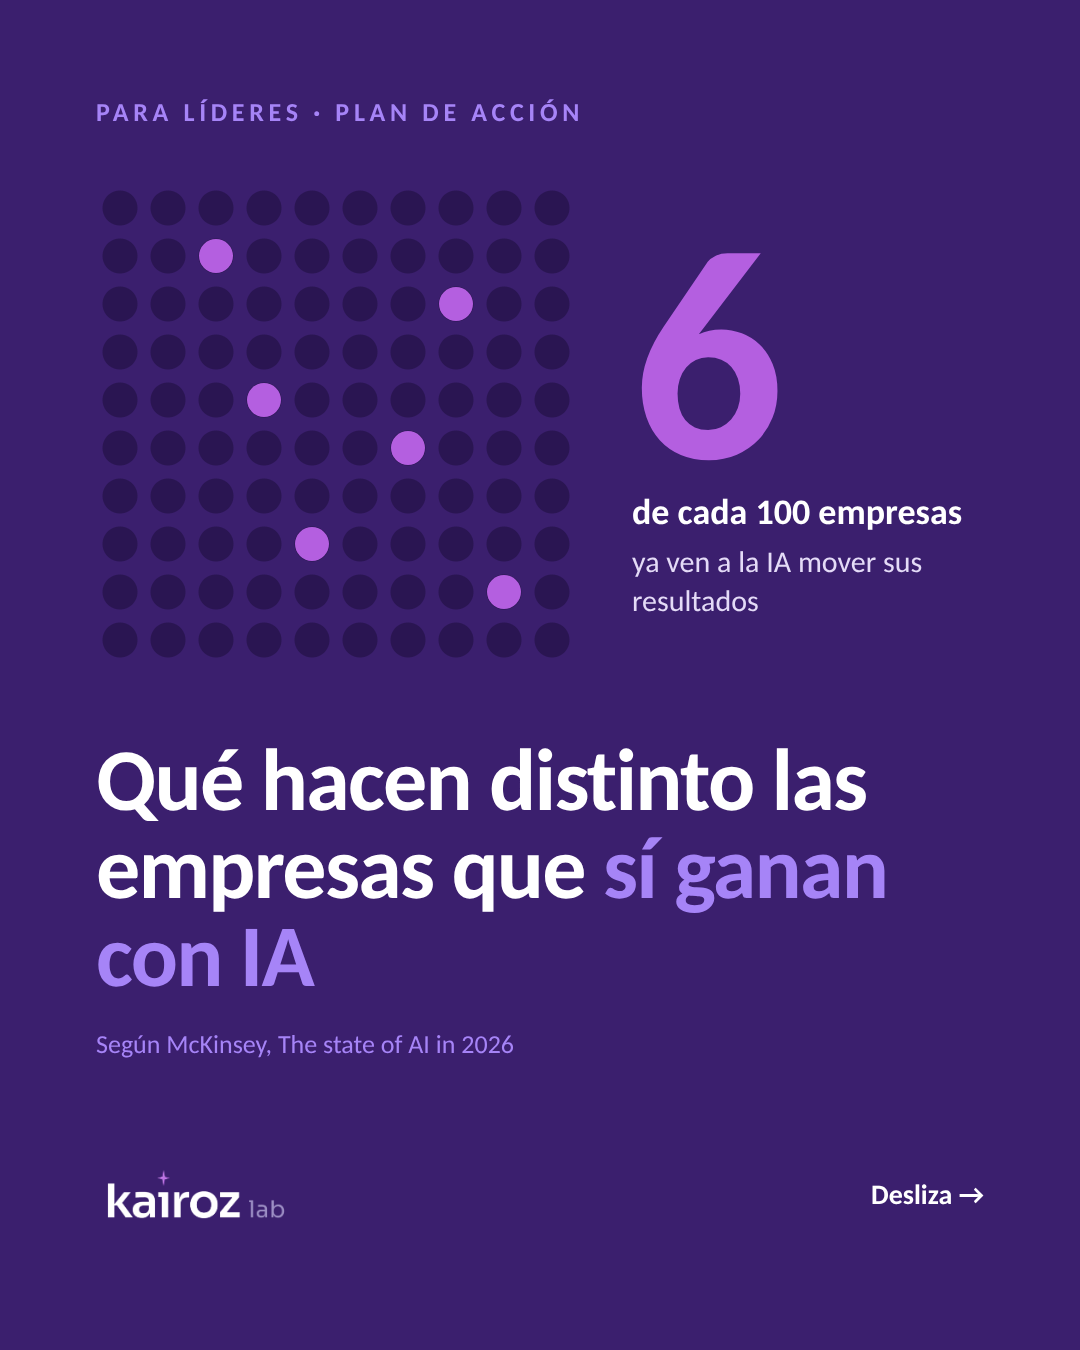 PARA LÍDERES · PLAN DE ACCIÓN
6
de cada 100 empresas
ya ven a la IA mover sus
resultados
Qué hacen distinto las
empresas que sí ganan
con IA
Según McKinsey, The state of AI in 2026
kairoz lab
Desliza →